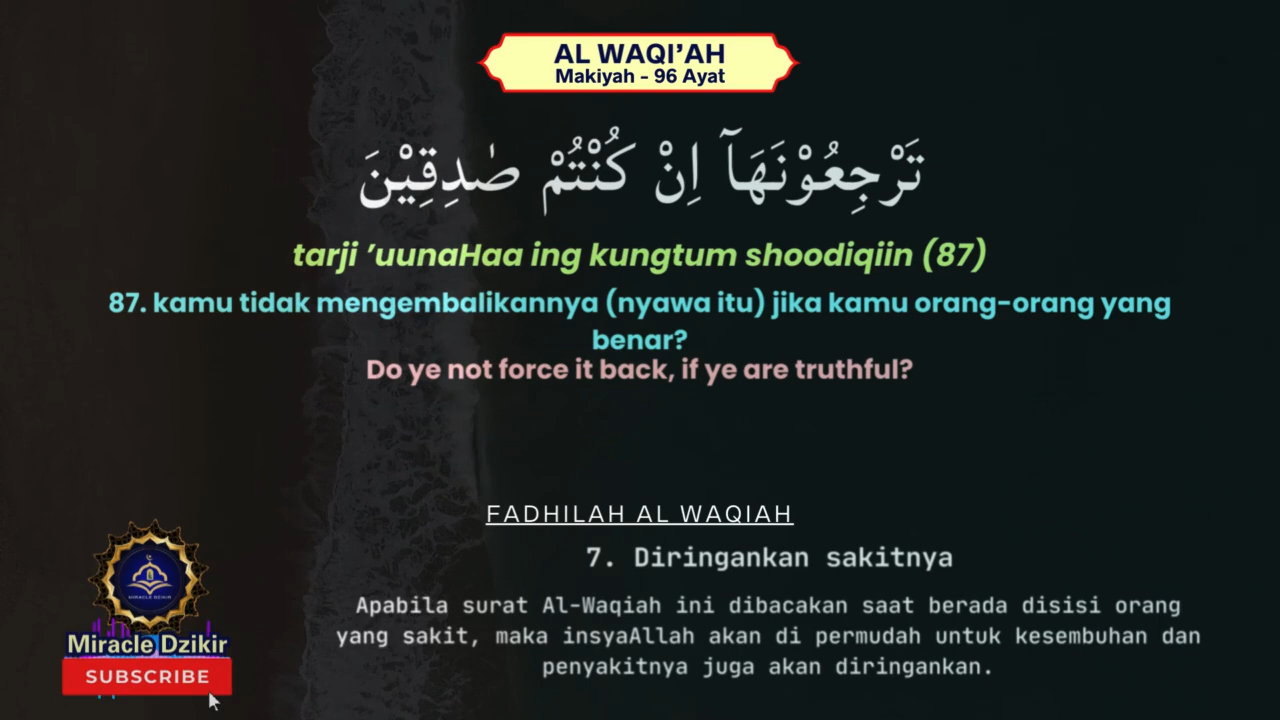 AL WAQI’AH
Makiyah - 96 Ayat
تَرْجِعُوْنَهَآ اِنْ كُنْتُمْ صٰدِقِيْنَ
tarji ’uunaHaa ing kungtum shoodiqiin (87)
87. kamu tidak mengembalikannya (nyawa itu) jika kamu orang-orang yang
benar?
Do ye not force it back, if ye are truthful?
FADHILAH AL WAQIAH
7. Diringankan sakitnya
Apabila surat Al-Waqiah ini dibacakan saat berada disisi orang
yang sakit, maka insyaAllah akan di permudah untuk kesembuhan dan
penyakitnya juga akan diringankan.
MIRACLE DZIKIR
Miracle Dzikir
SUBSCRIBE